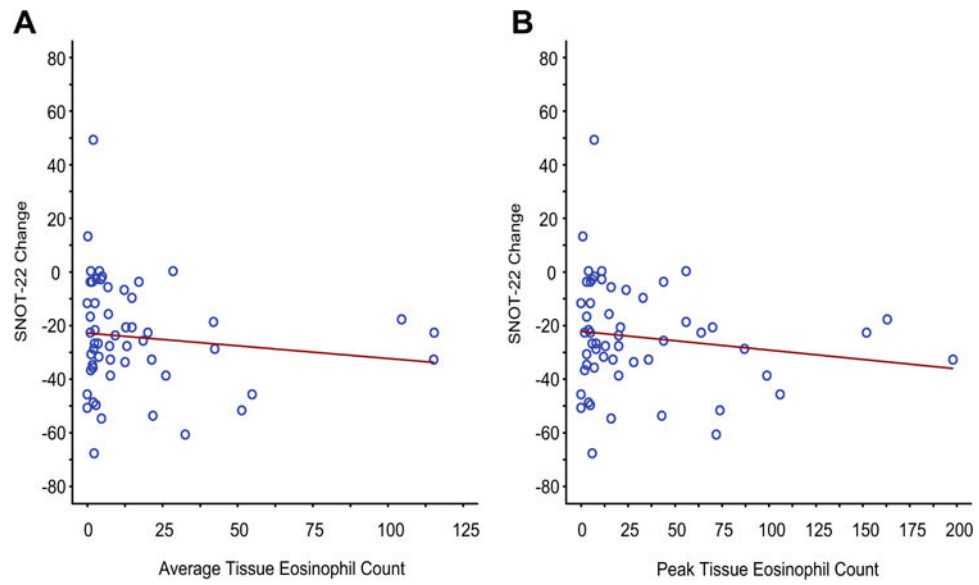 A
B
80
60
40
20
0
-20
-40
-60
-80
SNOT-22 Change
0 25 50 75 100 125
Average Tissue Eosinophil Count
80
60
40
20
0
-20
-40
-60
-80
SNOT-22 Change
0 25 50 75 100 125 150 175 200
Peak Tissue Eosinophil Count